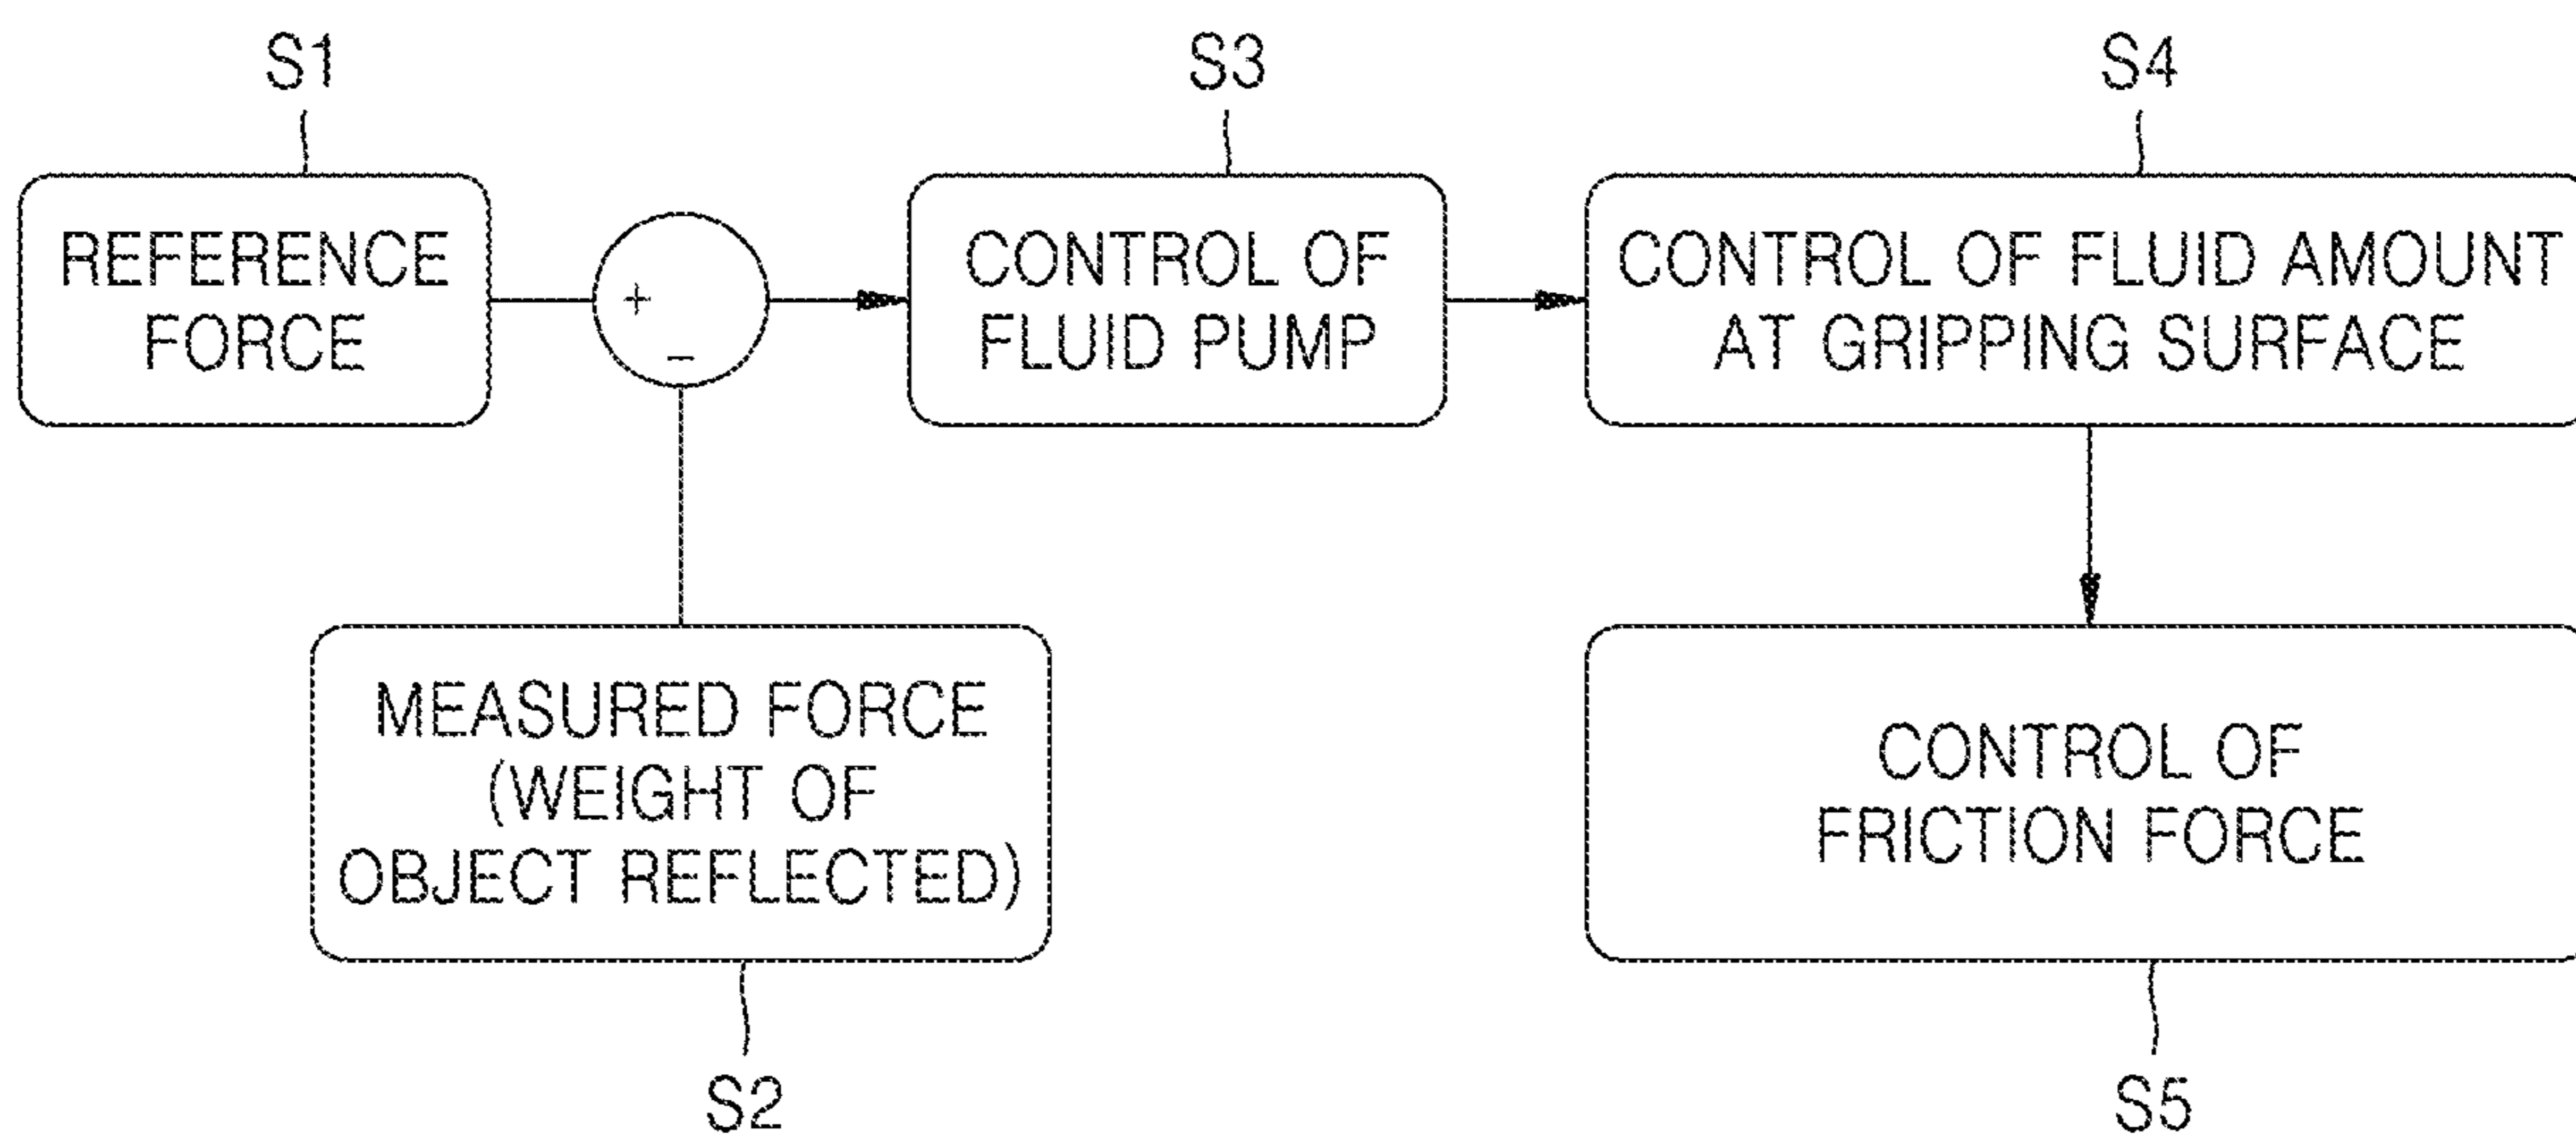 S1
S3
S4
REFERENCE
FORCE
+
−
CONTROL OF
FLUID PUMP
CONTROL OF FLUID AMOUNT
AT GRIPPING SURFACE
MEASURED FORCE
(WEIGHT OF
OBJECT REFLECTED)
CONTROL OF
FRICTION FORCE
S2
S5